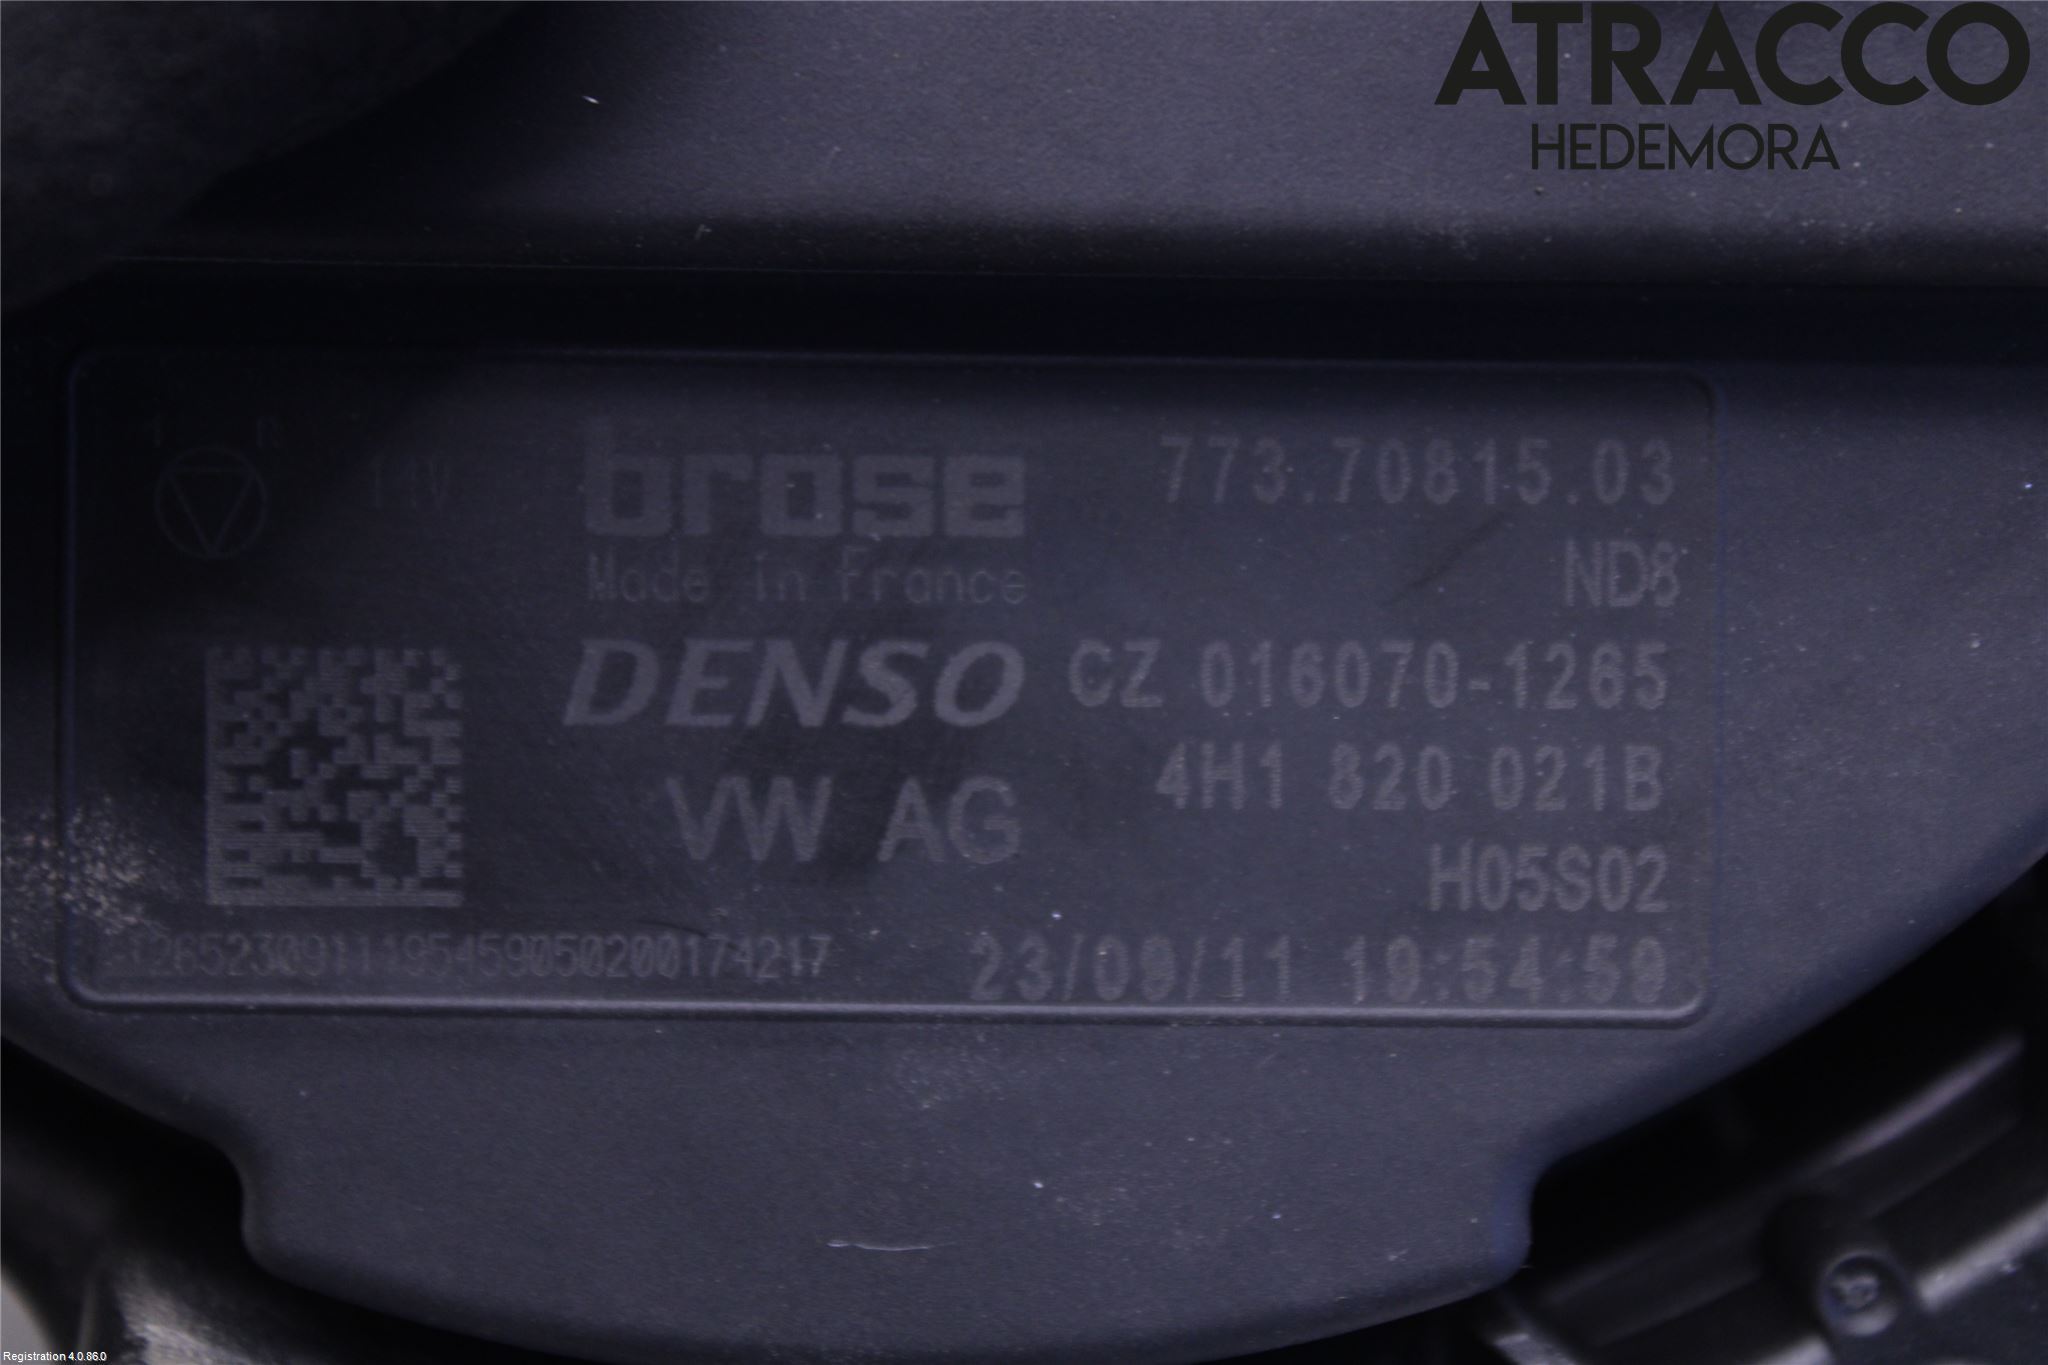 ATRACCO
HEDEMORA
brose 773.70815.03
Made in France ND8
DENSO CZ 016070-1265
VW AG 4H1 820 021B
H05S02
1265230911195459050200174217 23/09/11 19:54:59
Registration 4.0.86.0